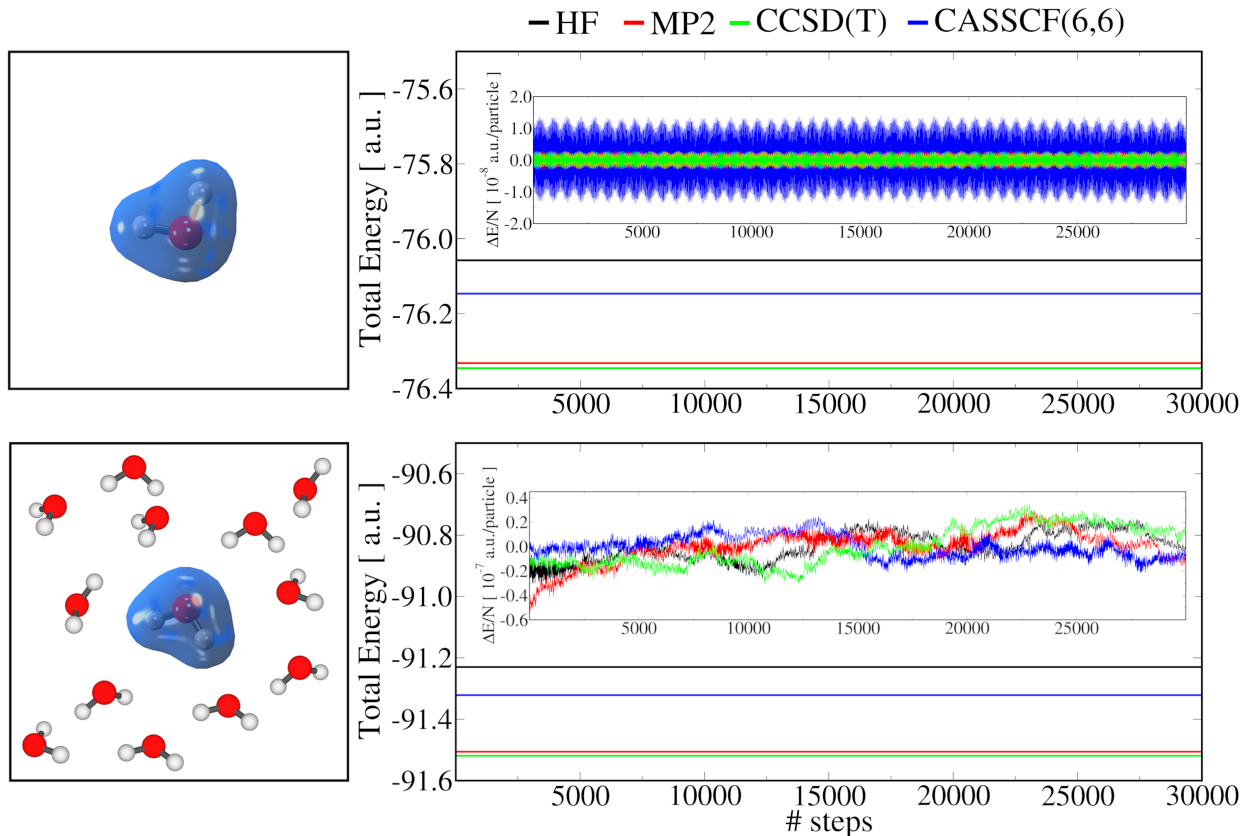 HF MP2 CCSD(T) CASSCF(6,6)
Total Energy [ a.u. ]
-75.6
-75.8
-76.0
-76.2
-76.4
ΔE/N [ 10⁻⁸ a.u./particle ]
2.0
1.0
0.0
-1.0
-2.0
5000 10000 15000 20000 25000
5000 10000 15000 20000 25000 30000
Total Energy [ a.u. ]
-90.6
-90.8
-91.0
-91.2
-91.4
-91.6
ΔE/N [ 10⁻⁷ a.u./particle ]
0.4
0.2
0.0
-0.2
-0.4
-0.6
5000 10000 15000 20000 25000
5000 10000 15000 20000 25000 30000
# steps